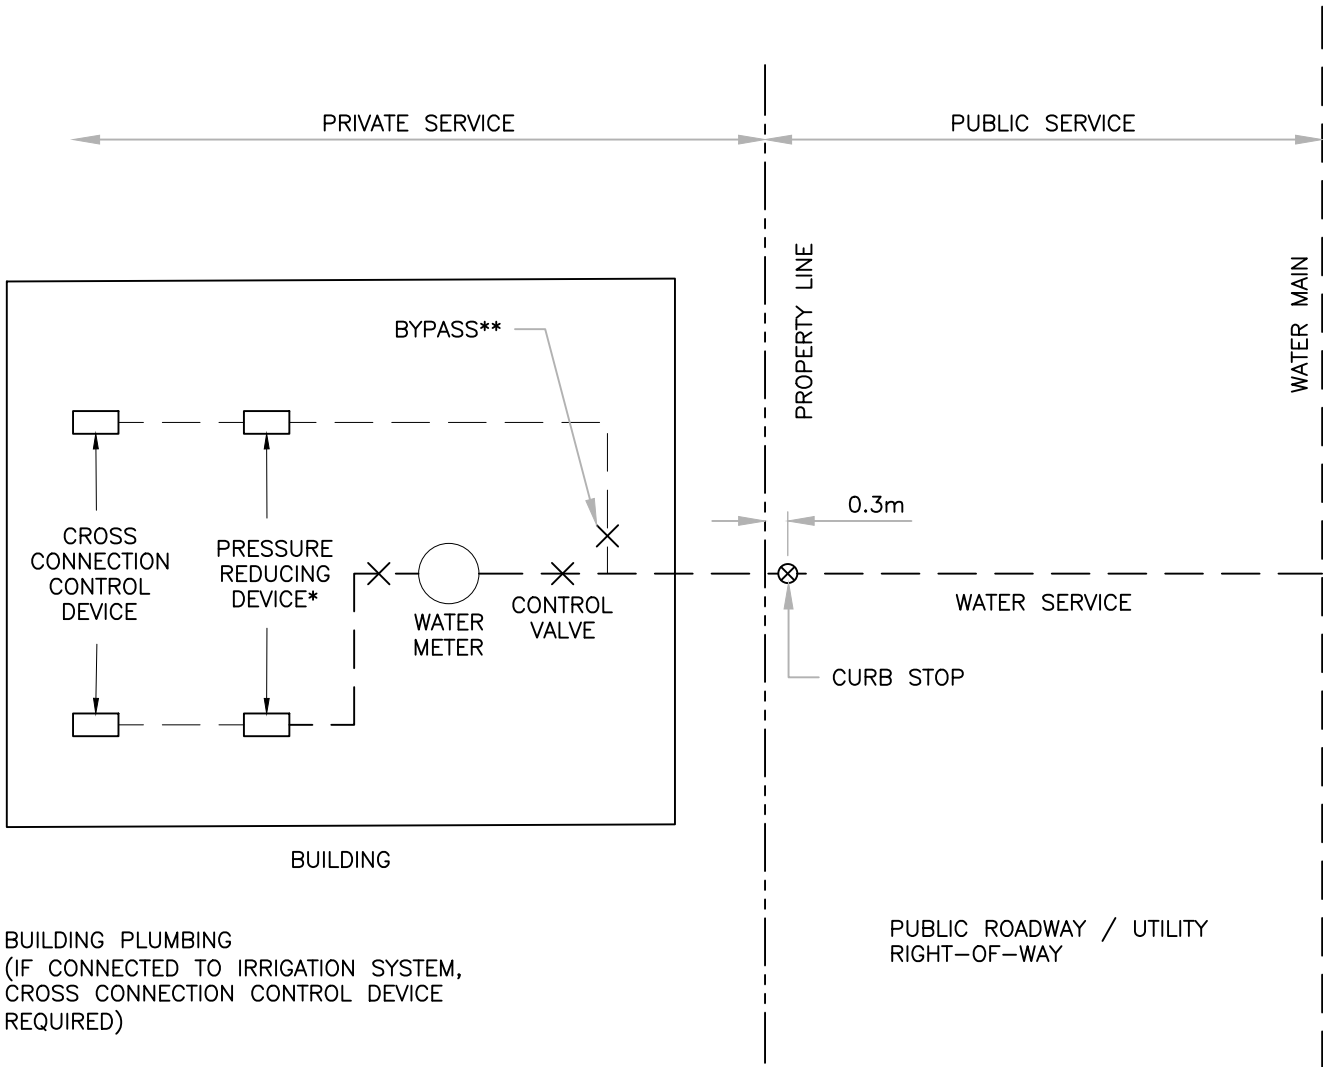 PRIVATE SERVICE
PUBLIC SERVICE
PROPERTY LINE
WATER MAIN
BYPASS**
0.3m
CROSS
CONNECTION
CONTROL
DEVICE
PRESSURE
REDUCING
DEVICE*
WATER
METER
CONTROL
VALVE
WATER SERVICE
CURB STOP
BUILDING
BUILDING PLUMBING
(IF CONNECTED TO IRRIGATION SYSTEM,
CROSS CONNECTION CONTROL DEVICE
REQUIRED)
PUBLIC ROADWAY / UTILITY
RIGHT-OF-WAY